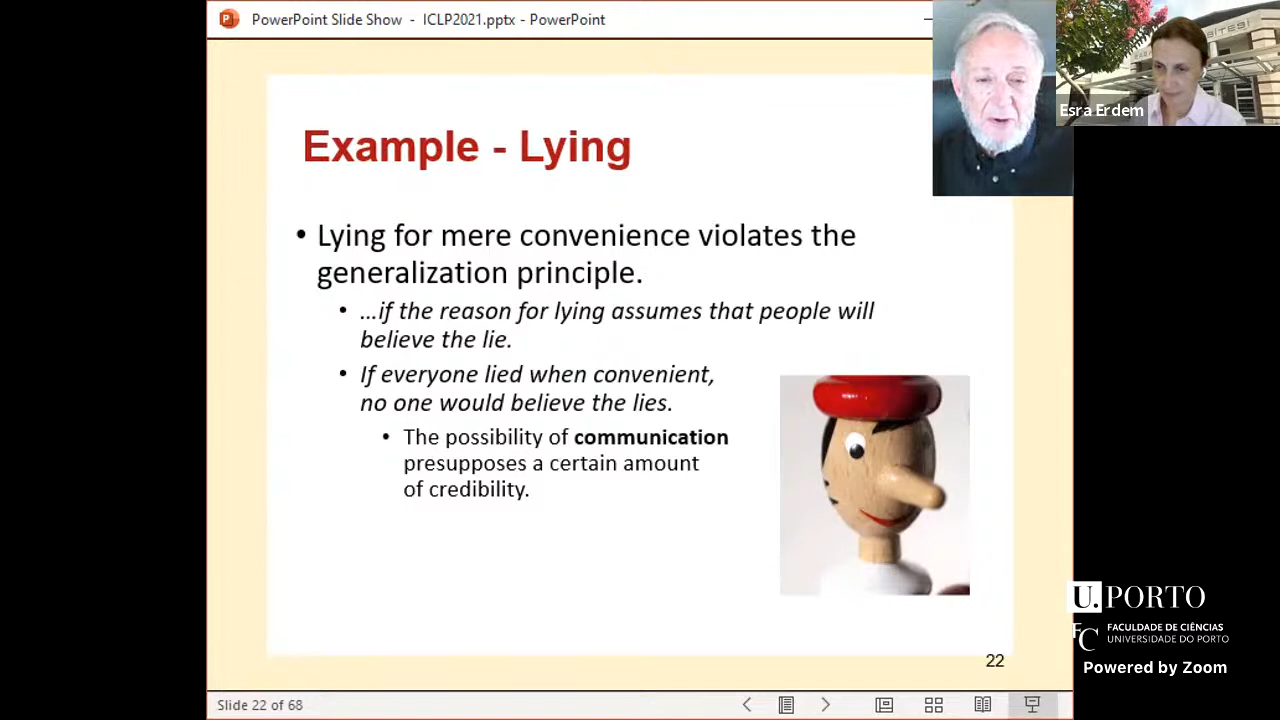 PowerPoint Slide Show - ICLP2021.pptx - PowerPoint
Esra Erdem
Example - Lying
• Lying for mere convenience violates the
generalization principle.
• …if the reason for lying assumes that people will
believe the lie.
• If everyone lied when convenient,
no one would believe the lies.
• The possibility of communication
presupposes a certain amount
of credibility.
22
U.PORTO
FC FACULDADE DE CIÊNCIAS
UNIVERSIDADE DO PORTO
Powered by Zoom
Slide 22 of 68